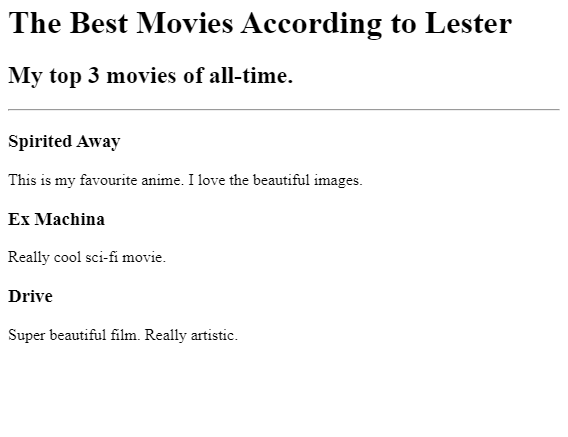 The Best Movies According to Lester
My top 3 movies of all-time.
Spirited Away
This is my favourite anime. I love the beautiful images.
Ex Machina
Really cool sci-fi movie.
Drive
Super beautiful film. Really artistic.